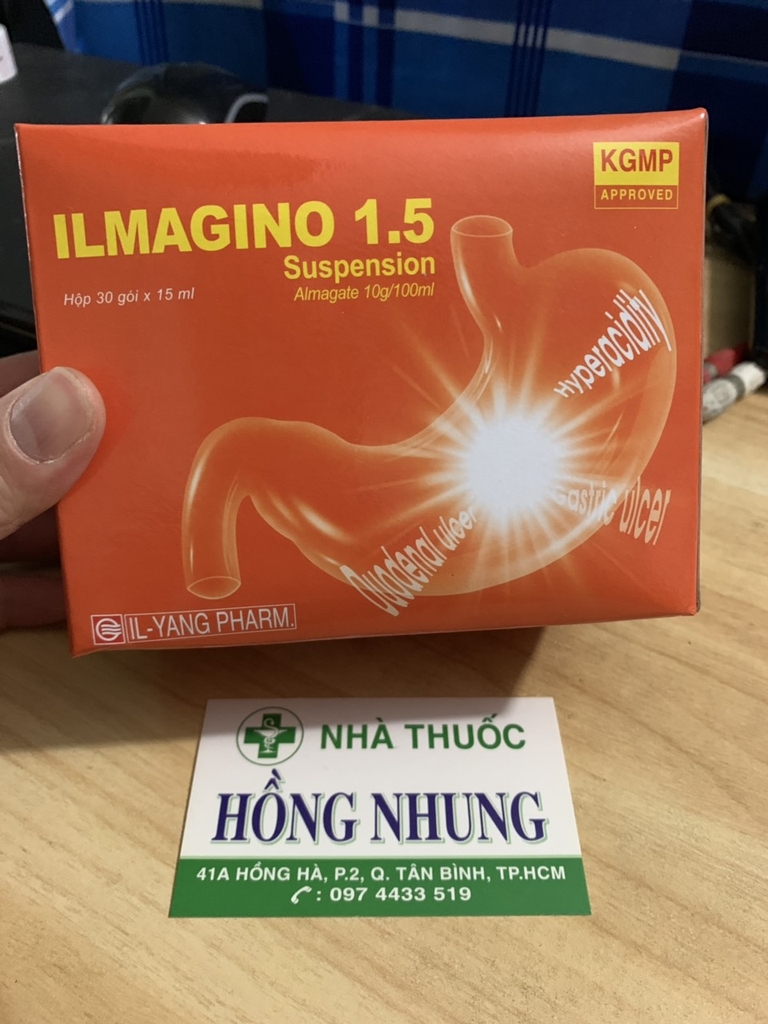 KGMP
APPROVED
ILMAGINO 1.5
Suspension
Almagate 10g/100ml
Hộp 30 gói x 15 ml
Hyperacidity
Gastric ulcer
Duodenal ulcer
IL-YANG PHARM.
NHÀ THUỐC
HỒNG NHUNG
41A HỒNG HÀ, P.2, Q. TÂN BÌNH, TP.HCM
: 097 4433 519